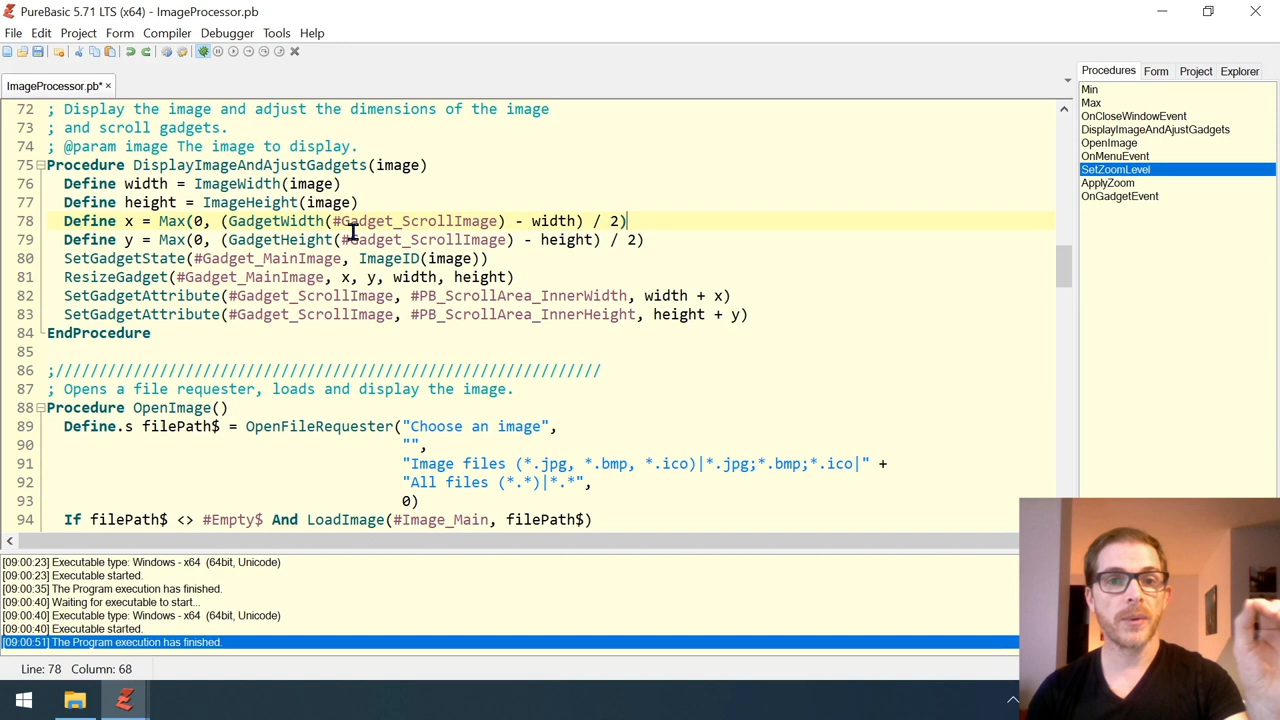 PureBasic 5.71 LTS (x64) - ImageProcessor.pb
File Edit Project Form Compiler Debugger Tools Help
ImageProcessor.pb*
Procedures Form Project Explorer
72 ; Display the image and adjust the dimensions of the image
73 ; and scroll gadgets.
74 ; @param image The image to display.
75 Procedure DisplayImageAndAjustGadgets(image)
76 Define width = ImageWidth(image)
77 Define height = ImageHeight(image)
78 Define x = Max(0, (GadgetWidth(#Gadget_ScrollImage) - width) / 2)
79 Define y = Max(0, (GadgetHeight(#Gadget_ScrollImage) - height) / 2)
80 SetGadgetState(#Gadget_MainImage, ImageID(image))
81 ResizeGadget(#Gadget_MainImage, x, y, width, height)
82 SetGadgetAttribute(#Gadget_ScrollImage, #PB_ScrollArea_InnerWidth, width + x)
83 SetGadgetAttribute(#Gadget_ScrollImage, #PB_ScrollArea_InnerHeight, height + y)
84 EndProcedure
85
86 ;///////////////////////////////////////////////////////////////
87 ; Opens a file requester, loads and display the image.
88 Procedure OpenImage()
89 Define.s filePath$ = OpenFileRequester("Choose an image",
90 "",
91 "Image files (*.jpg, *.bmp, *.ico)|*.jpg;*.bmp;*.ico|" +
92 "All files (*.*)|*.*",
93 0)
94 If filePath$ <> #Empty$ And LoadImage(#Image_Main, filePath$)
Min
Max
OnCloseWindowEvent
DisplayImageAndAjustGadgets
OpenImage
OnMenuEvent
SetZoomLevel
ApplyZoom
OnGadgetEvent
[09:00:23] Executable type: Windows - x64 (64bit, Unicode)
[09:00:23] Executable started.
[09:00:35] The Program execution has finished.
[09:00:40] Waiting for executable to start...
[09:00:40] Executable type: Windows - x64 (64bit, Unicode)
[09:00:40] Executable started.
[09:00:51] The Program execution has finished.
Line: 78 Column: 68